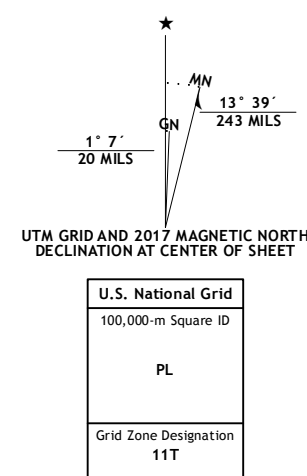 ★
MN
GN
13° 39´
243 MILS
1° 7´
20 MILS
UTM GRID AND 2017 MAGNETIC NORTH
DECLINATION AT CENTER OF SHEET
U.S. National Grid
100,000-m Square ID
PL
Grid Zone Designation
11T